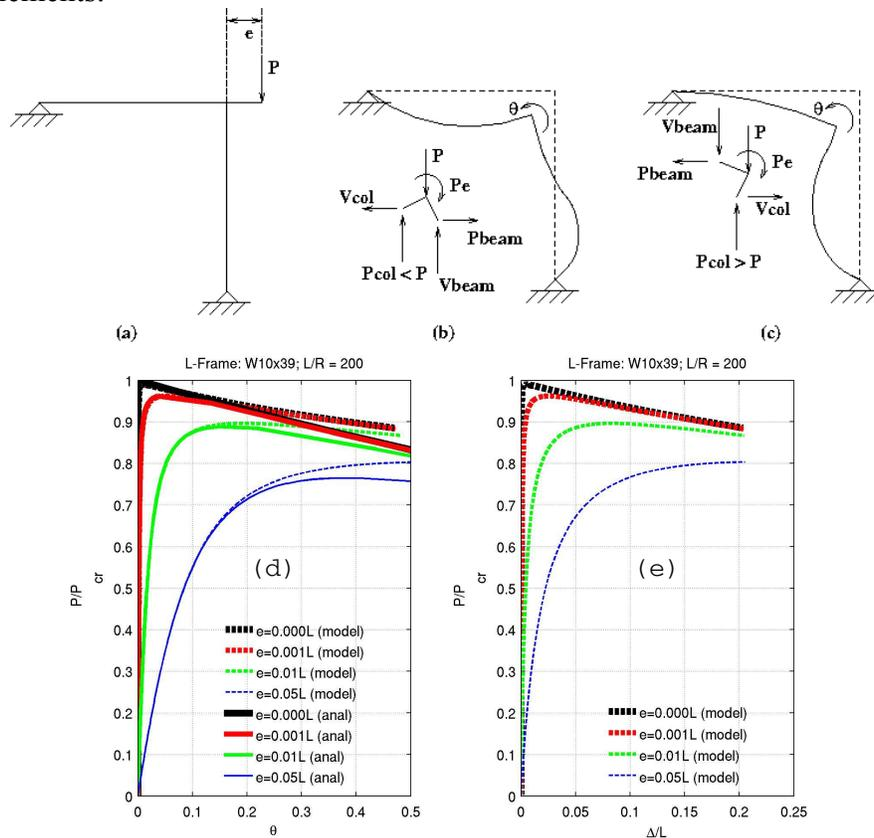 e
P
(a)
θ
P
Pe
Vcol
Pbeam
Pcol < P
Vbeam
(b)
θ
Vbeam
P
Pe
Pbeam
Vcol
Pcol > P
(c)
L-Frame: W10x39; L/R = 200
1
0.9
0.8
0.7
0.6
0.5
0.4
0.3
0.2
0.1
0
P/P cr
(d)
e=0.000L (model)
e=0.001L (model)
e=0.01L (model)
e=0.05L (model)
e=0.000L (anal)
e=0.001L (anal)
e=0.01L (anal)
e=0.05L (anal)
0 0.1 0.2 0.3 0.4 0.5
θ
L-Frame: W10x39; L/R = 200
1
0.9
0.8
0.7
0.6
0.5
0.4
0.3
0.2
0.1
0
P/P cr
(e)
e=0.000L (model)
e=0.001L (model)
e=0.01L (model)
e=0.05L (model)
0 0.05 0.1 0.15 0.2 0.25
Δ/L